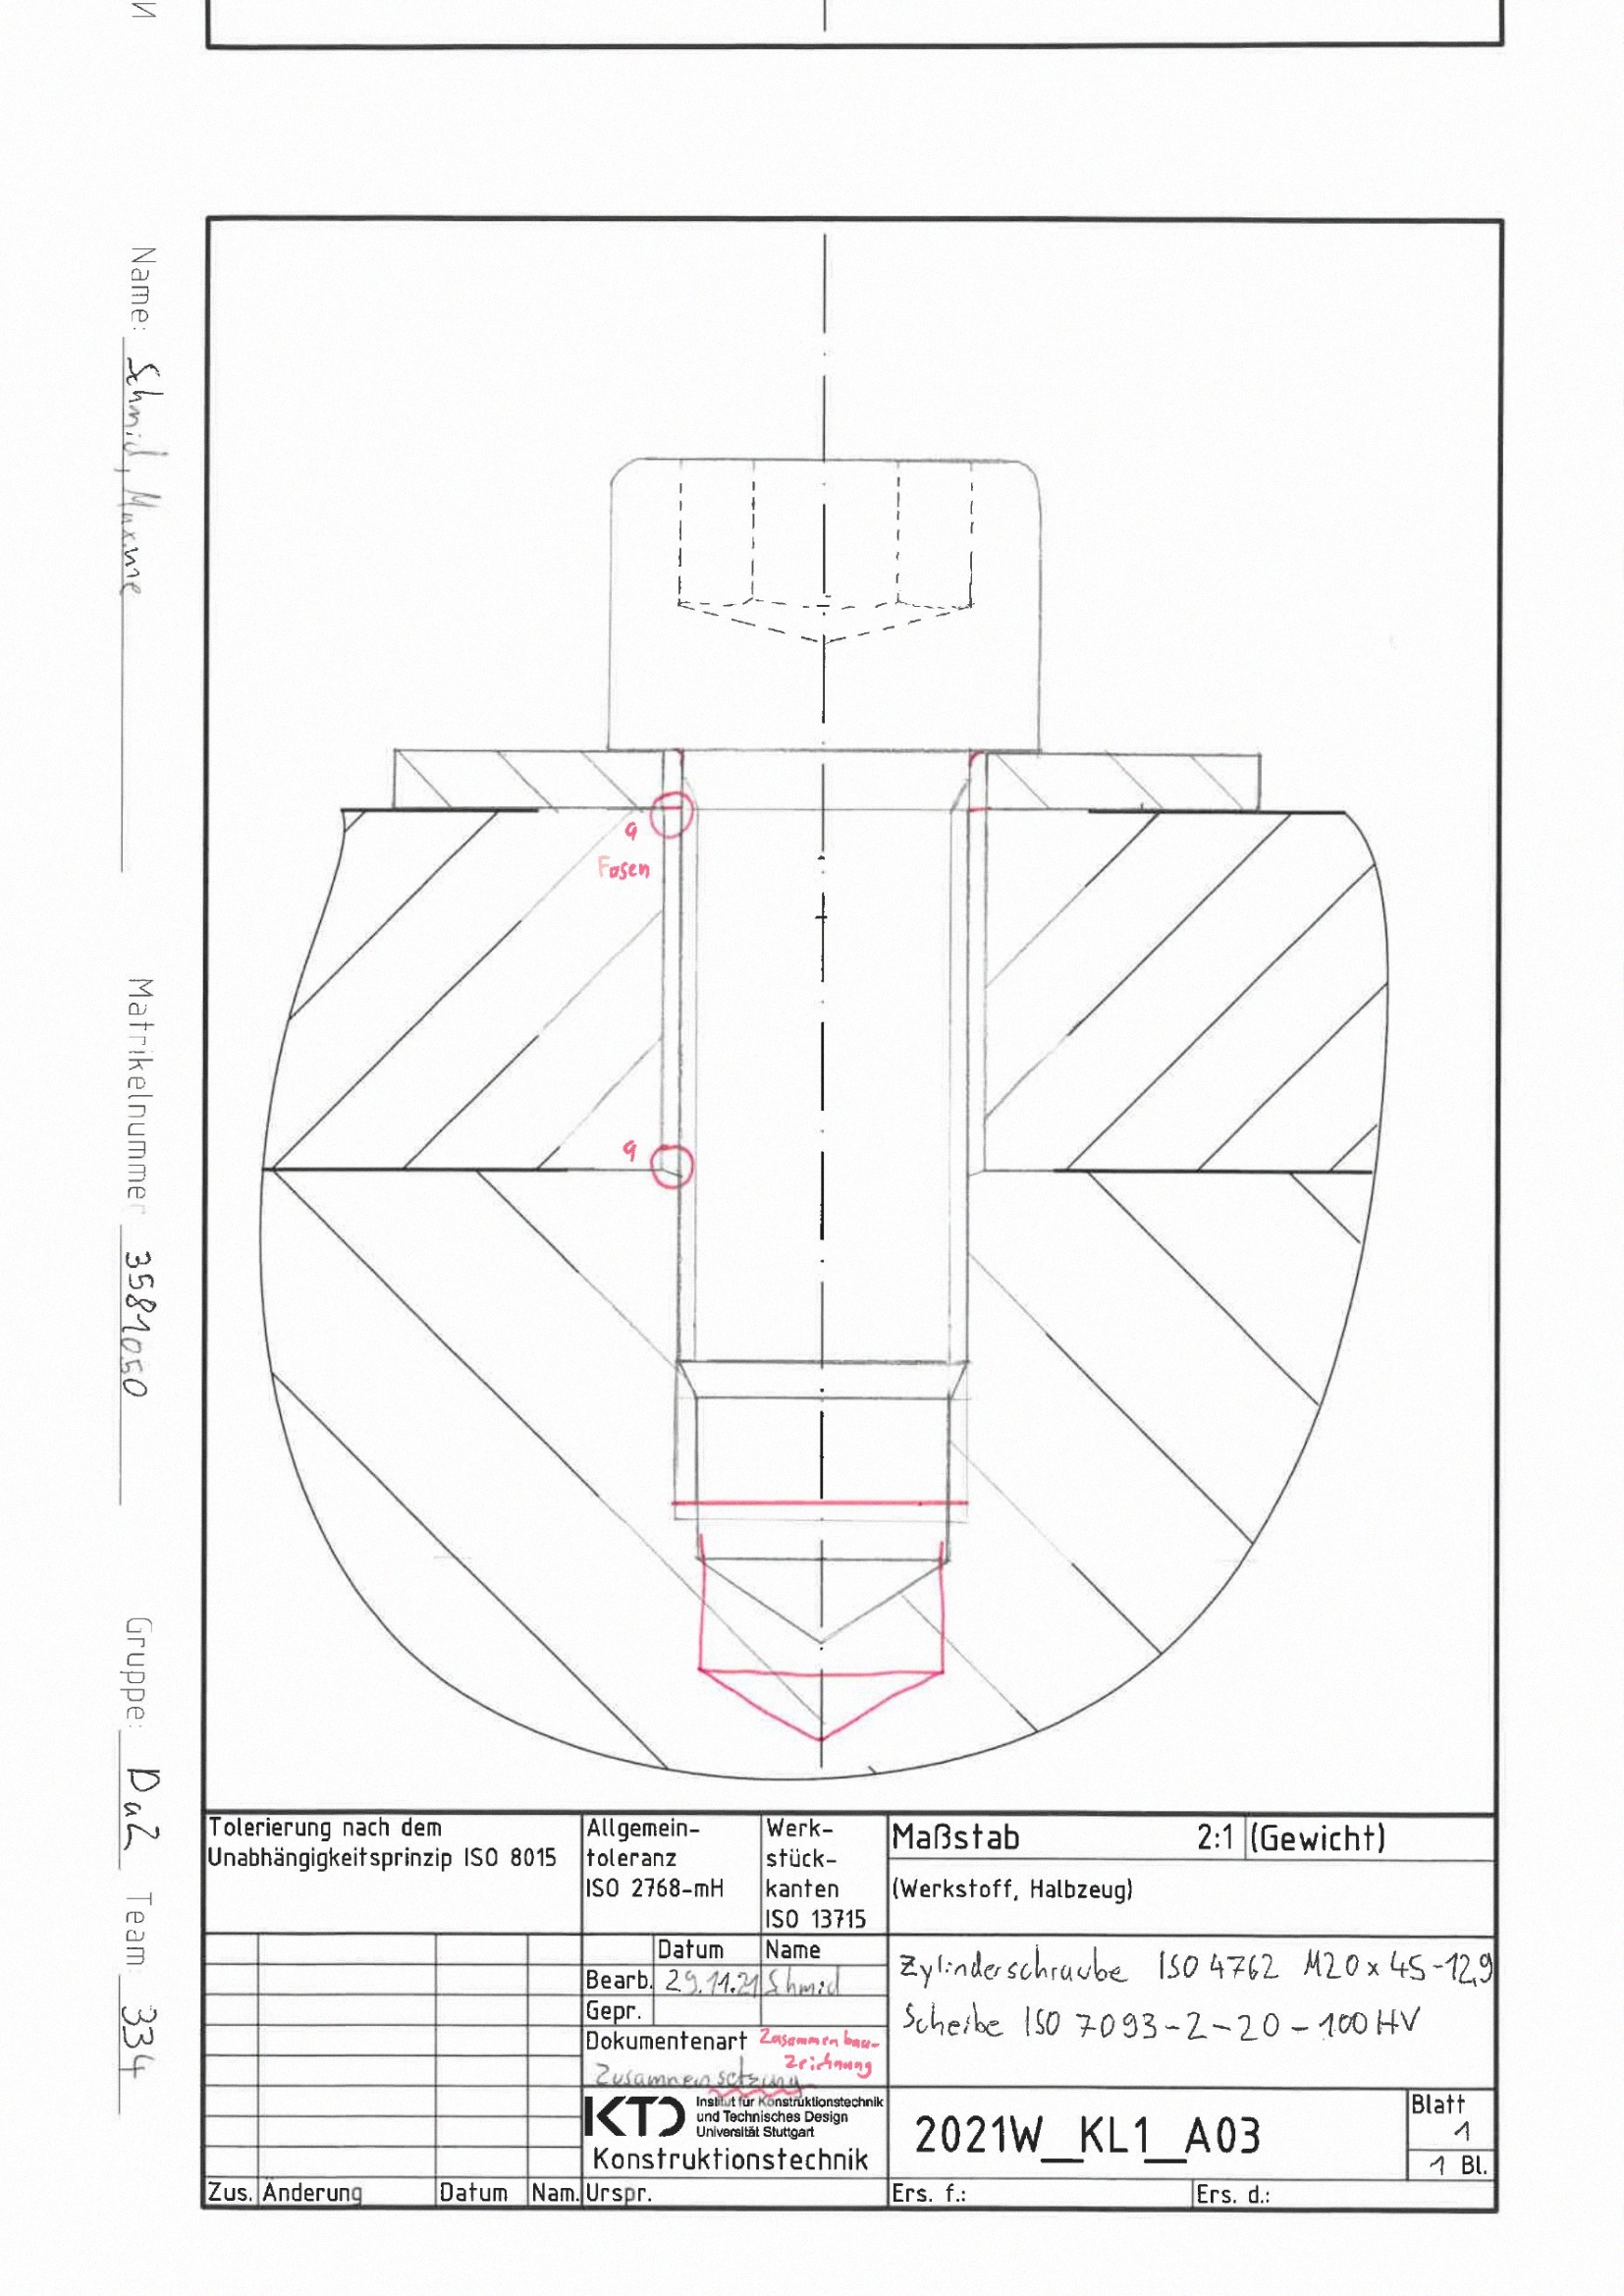 Name: Schmid, Maxime
Matrikelnummer 3581050
Gruppe: Da2 Team: 334
9
Fasen
9
Tolerierung nach dem
Unabhängigkeitsprinzip ISO 8015
Allgemein-
toleranz
ISO 2768-mH
Werk-
stück-
kanten
ISO 13715
Maßstab 2:1 (Gewicht)
(Werkstoff, Halbzeug)
Datum Name
Bearb. 29.11.21 Schmid
Gepr.
Dokumentenart Zusammenbau-
zeichnung
Zusammensetzung
Zylinderschraube ISO 4762 M20x45-12.9
Scheibe ISO 7093-2-20-100HV
KTD Institut für Konstruktionstechnik
und Technisches Design
Universität Stuttgart
Konstruktionstechnik
2021W_KL1_A03
Blatt
1
1 Bl.
Zus. Änderung Datum Nam. Urspr. Ers. f.: Ers. d.: